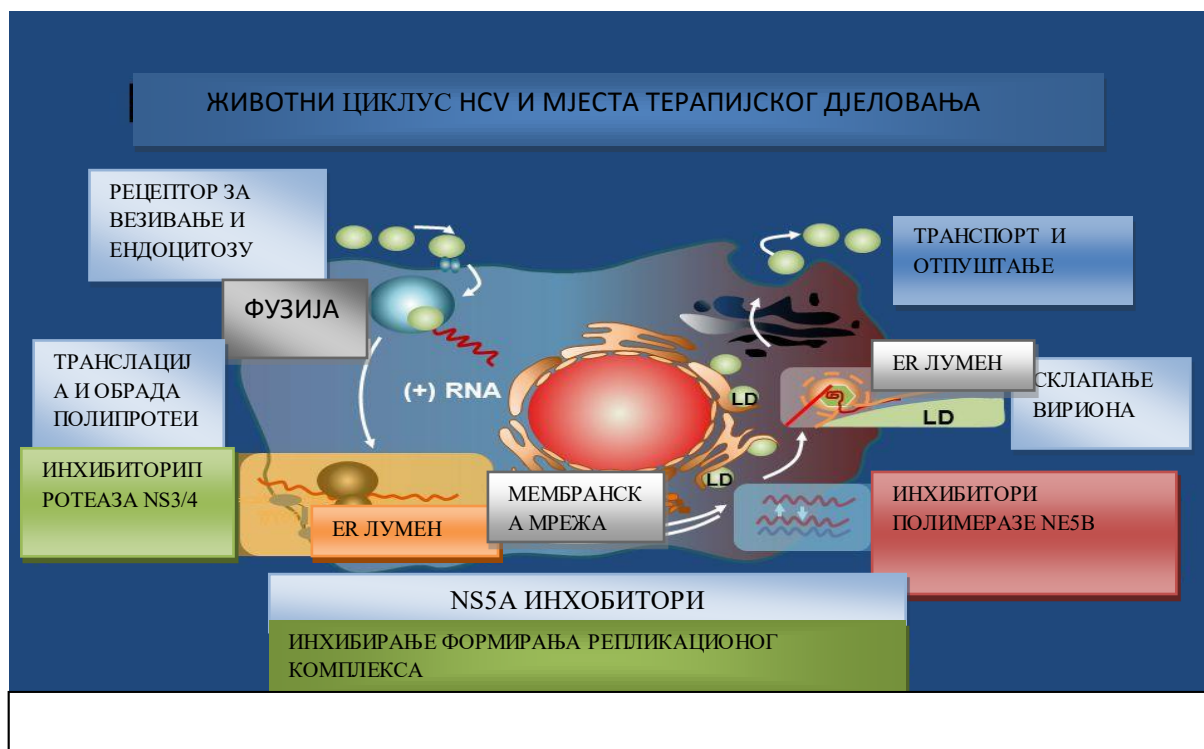 ЖИВОТНИ ЦИКЛУС HCV И МЈЕСТА ТЕРАПИЈСКОГ ДЈЕЛОВАЊА
РЕЦЕПТОР ЗА
ВЕЗИВАЊЕ И
ЕНДОЦИТОЗУ
ФУЗИЈА
ТРАНСЛАЦИЈ
А И ОБРАДА
ПОЛИПРОТЕИ
ИНХИБИТОРИП
РОТЕАЗА NS3/4
(+) RNA
ER ЛУМЕН
МЕМБРАНСК
А МРЕЖА
LD
LD
ТРАНСПОРТ И
ОТПУШТАЊЕ
ER ЛУМЕН
СКЛАПАЊЕ
ВИРИОНА
LD
ИНХИБИТОРИ
ПОЛИМЕРАЗЕ NE5B
NS5A ИНХОБИТОРИ
ИНХИБИРАЊЕ ФОРМИРАЊА РЕПЛИКАЦИОНОГ
КОМПЛЕКСА